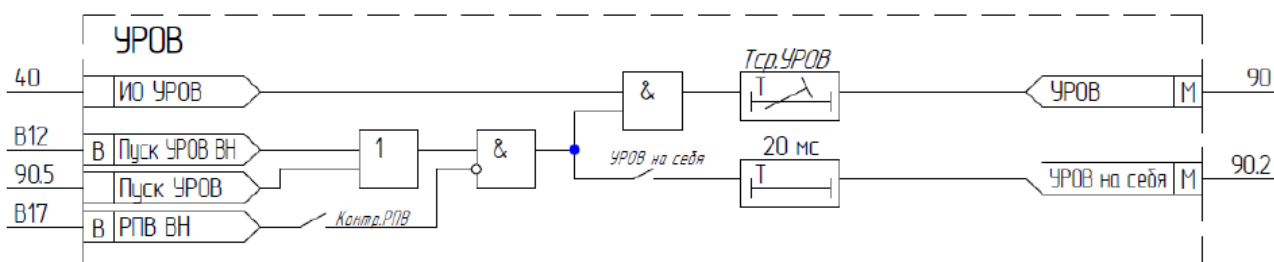 УРОВ
Тср.УРОВ
40 ИО УРОВ & Т УРОВ М 90
В12 В Пуск УРОВ ВН 1 & УРОВ на себя 20 мс
90.5 Пуск УРОВ Т УРОВ на себя М 90.2
В17 В РПВ ВН Контр.РПВ